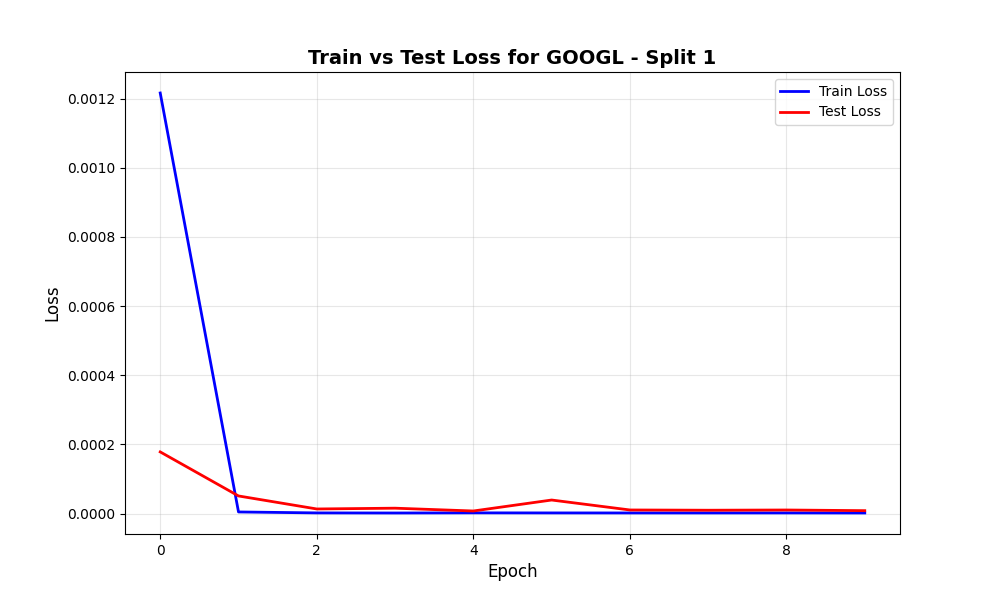 Train vs Test Loss for GOOGL - Split 1
Train Loss
Test Loss
0.0012
0.0010
0.0008
0.0006
0.0004
0.0002
0.0000
Loss
0 2 4 6 8
Epoch